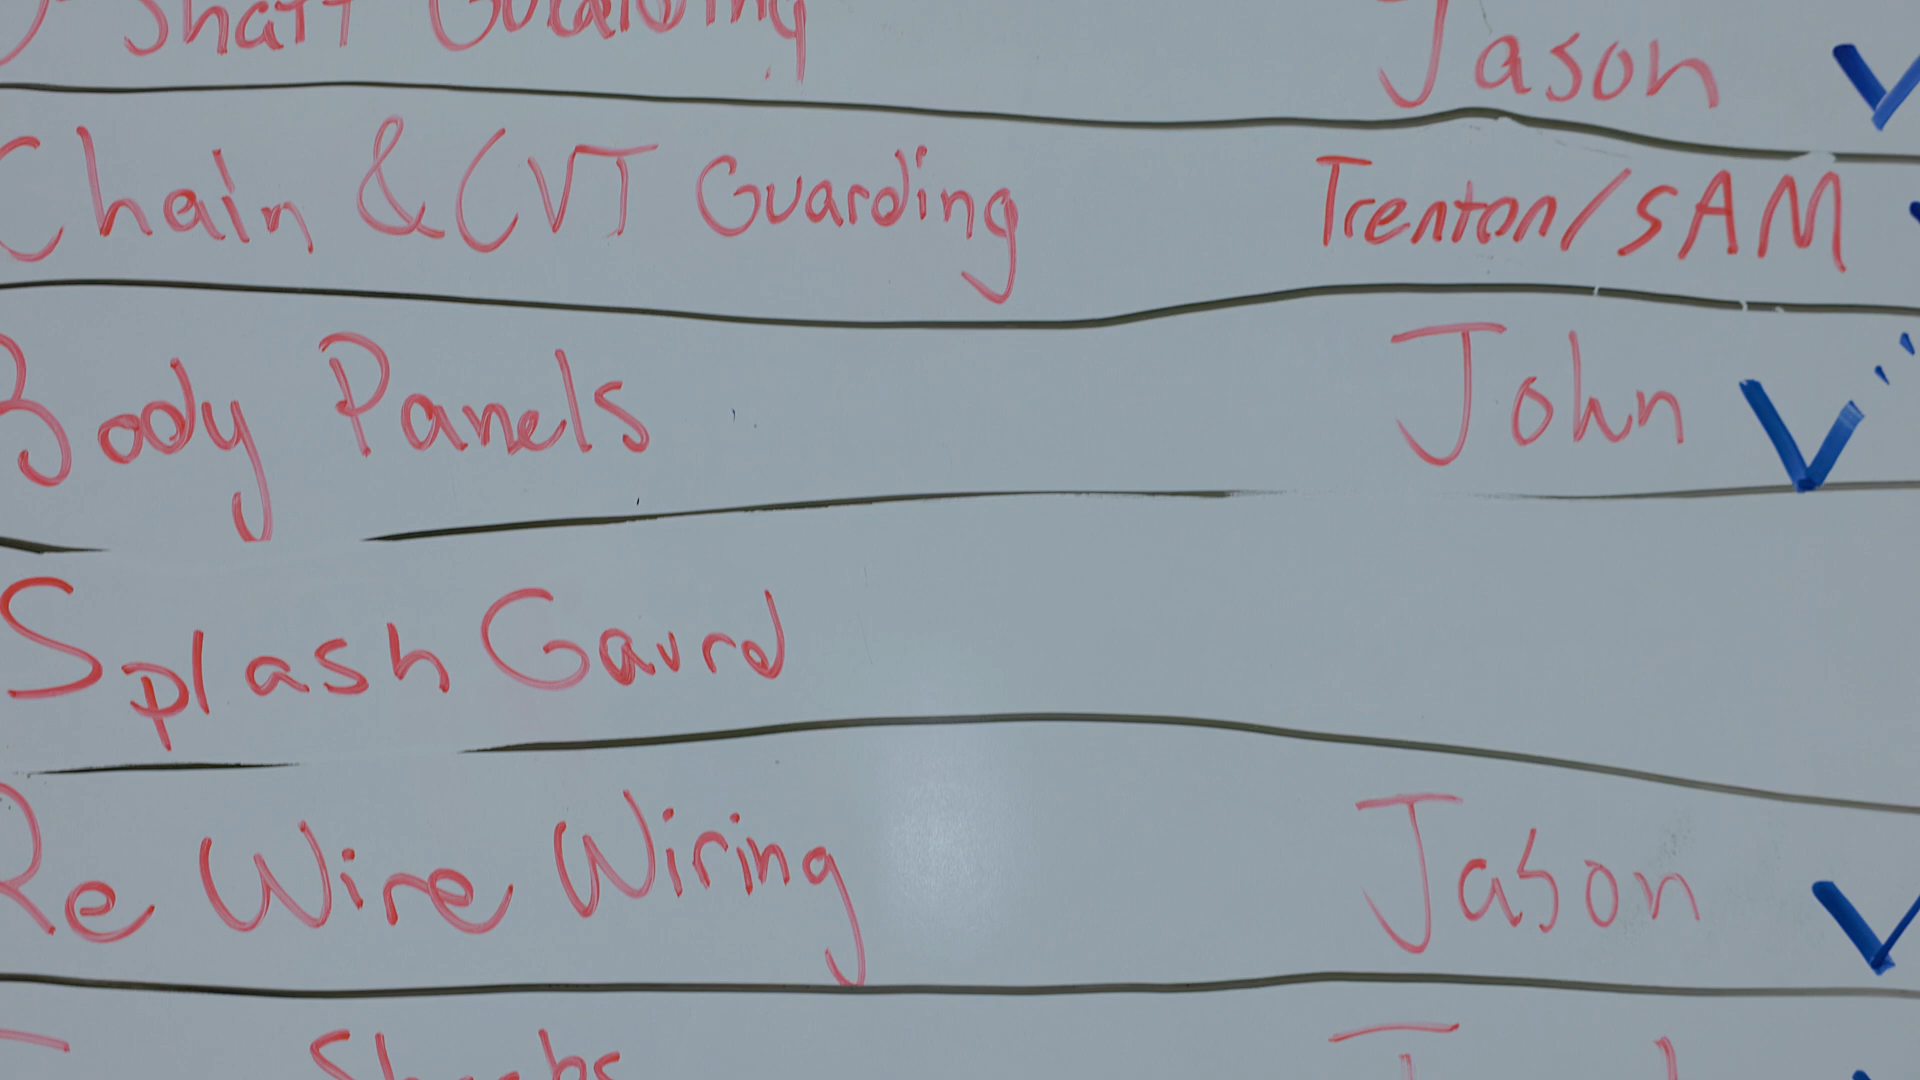 Shaft Guarding Jason
Chain & CVT Guarding Trenton/SAM
Body Panels John
Splash Gaurd
Re Wire Wiring Jason